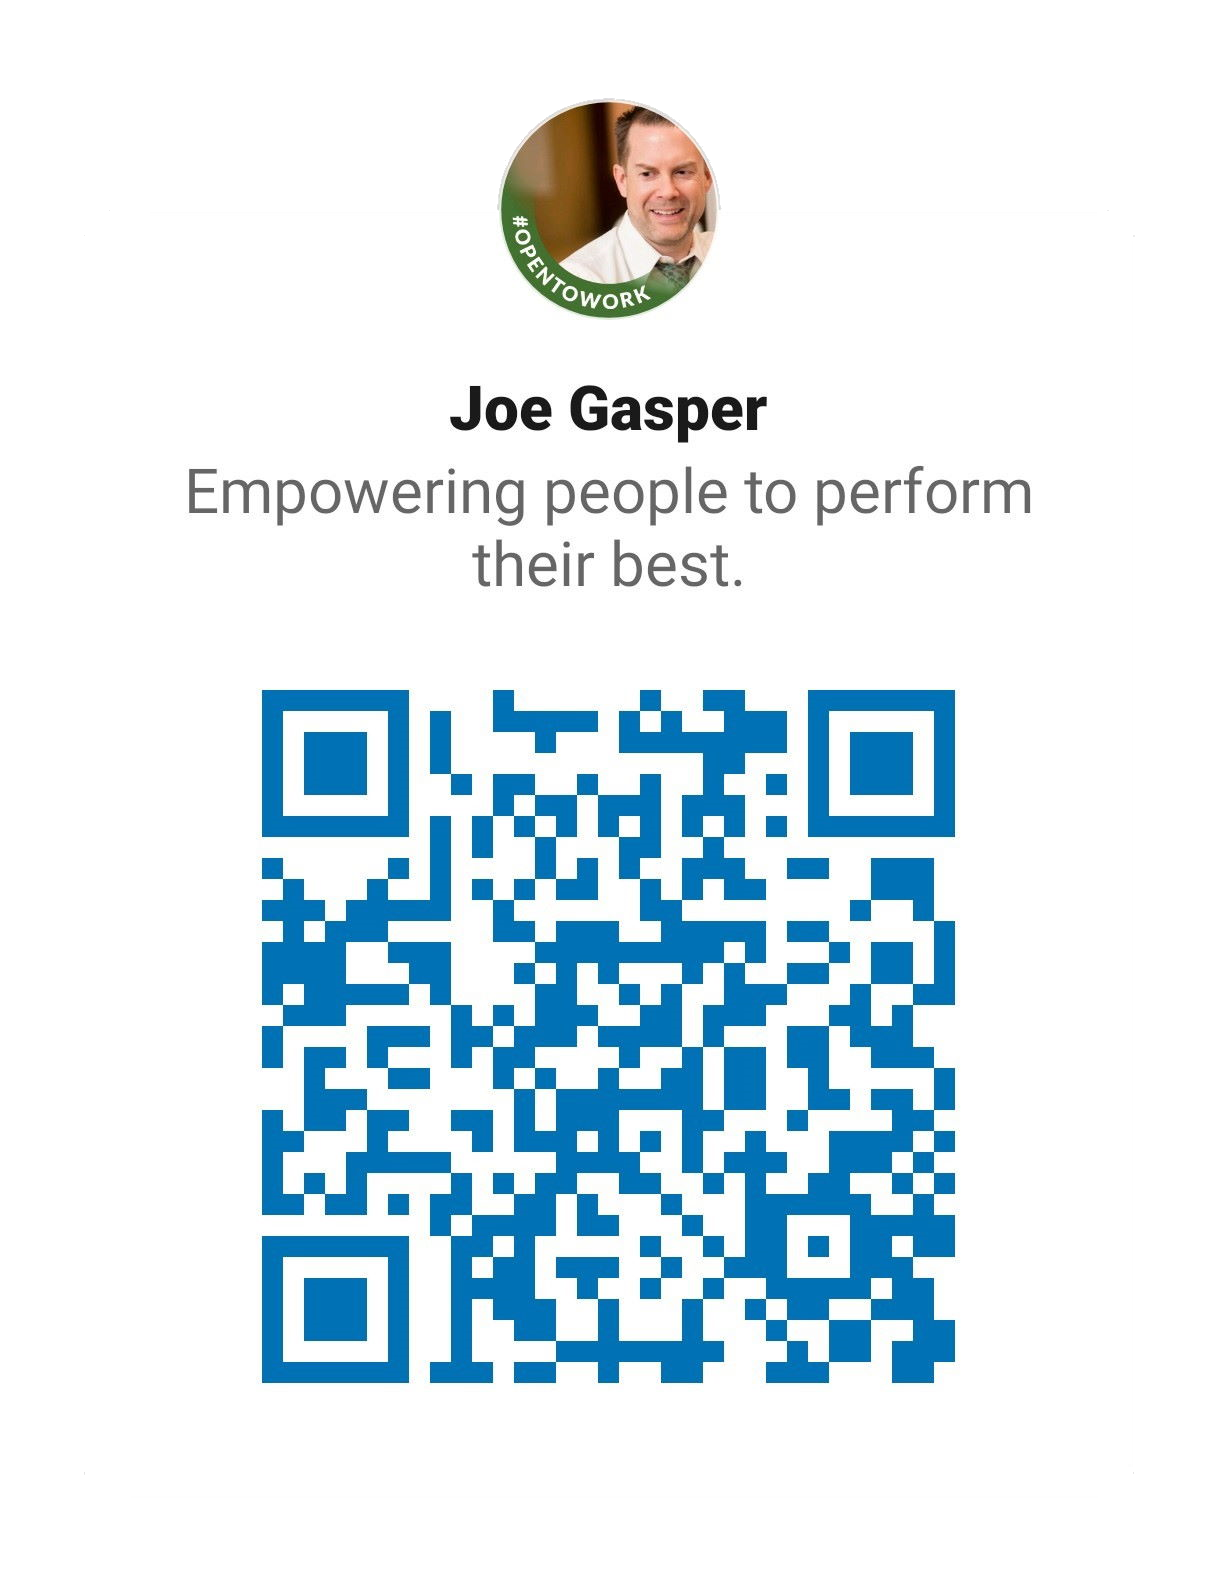 #OPENTOWORK
Joe Gasper
Empowering people to perform
their best.